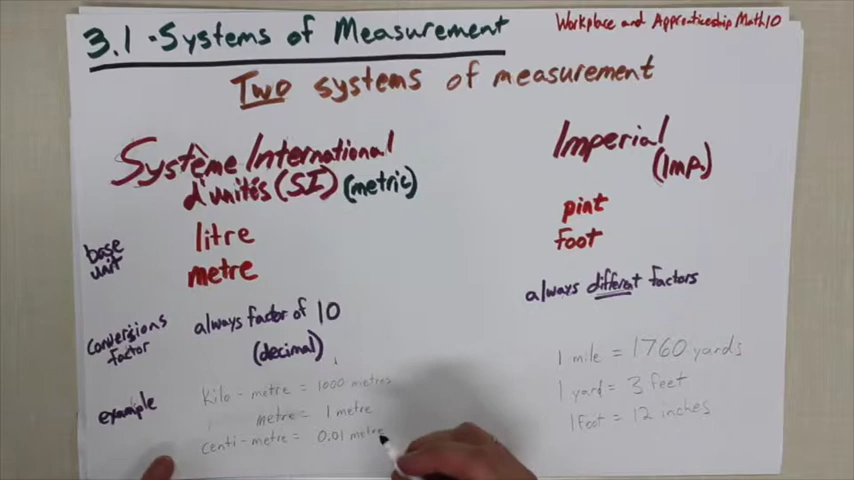 3.1 - Systems of Measurement
Workplace and Apprenticeship Math 10
Two systems of measurement
Système International
d'unités (SI) (metric)
Imperial
(Imp.)
base
unit
litre
metre
pint
foot
conversions
factor
always factor of 10
(decimal)
always different factors
example
Kilo - metre = 1000 metres
metre = 1 metre
centi - metre = 0.01 metre
1 mile = 1760 yards
1 yard = 3 feet
1 foot = 12 inches